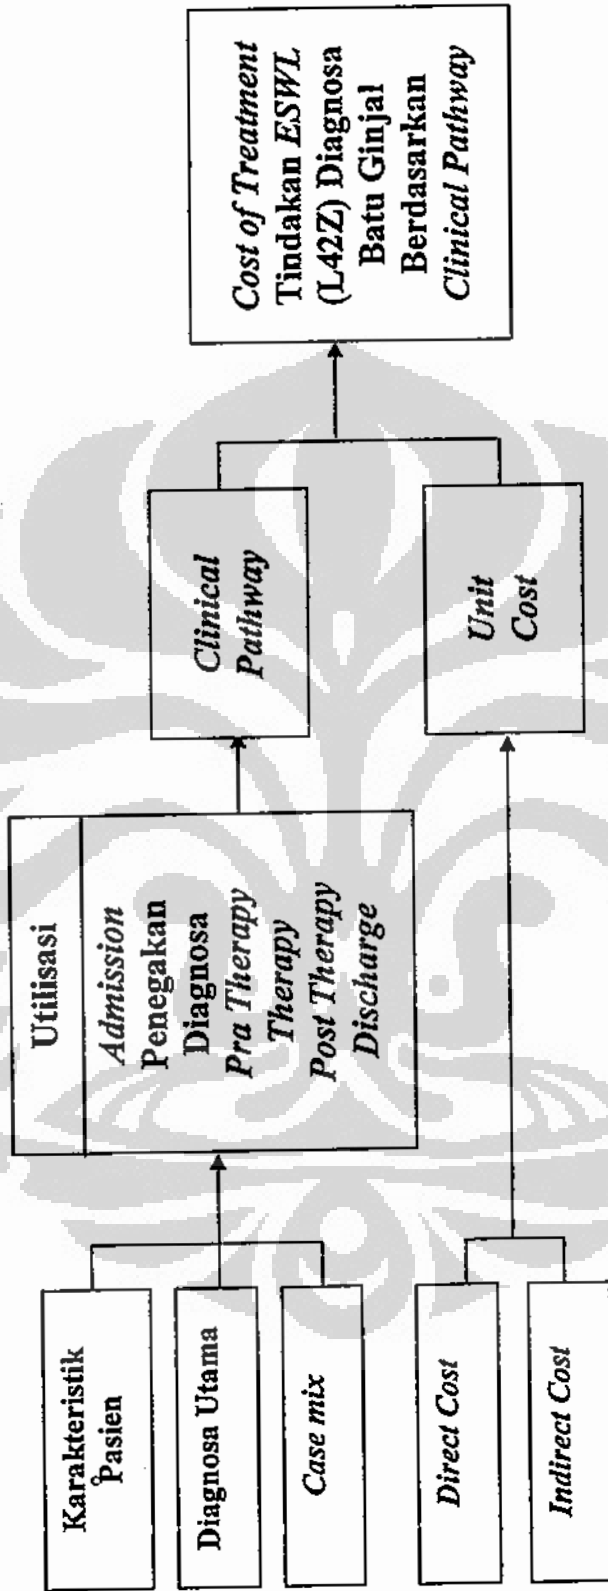 Karakteristik
Pasien
Diagnosa Utama
Case mix
Direct Cost
Indirect Cost
Utilisasi
Admission
Penegakan
Diagnosa
Pra Therapy
Therapy
Post Therapy
Discharge
Clinical
Pathway
Unit
Cost
Cost of Treatment
Tindakan ESWL
(L42Z) Diagnosa
Batu Ginjal
Berdasarkan
Clinical Pathway